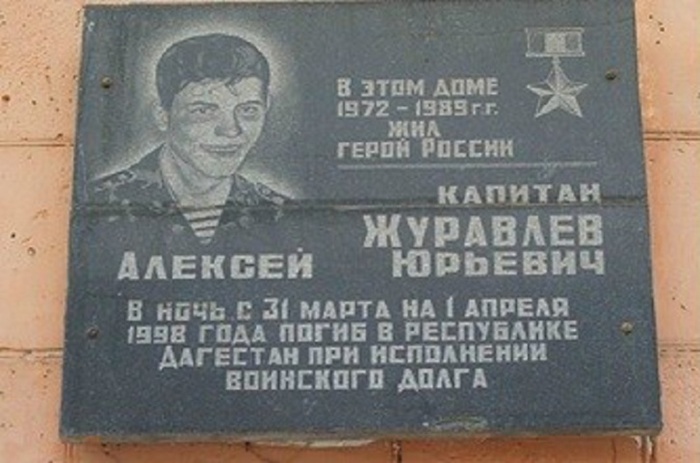 В ЭТОМ ДОМЕ
1972 – 1989 г.г.
ЖИЛ
ГЕРОЙ РОССИИ
КАПИТАН
ЖУРАВЛЕВ
АЛЕКСЕЙ ЮРЬЕВИЧ
В НОЧЬ С 31 МАРТА НА 1 АПРЕЛЯ
1998 ГОДА ПОГИБ В РЕСПУБЛИКЕ
ДАГЕСТАН ПРИ ИСПОЛНЕНИИ
ВОИНСКОГО ДОЛГА